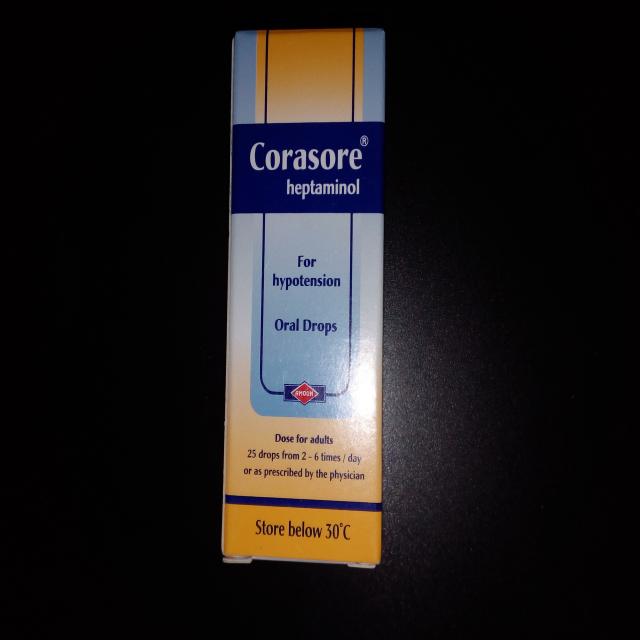 Corasore®
heptaminol
For
hypotension
Oral Drops
AMOUN
Dose for adults
25 drops from 2 - 6 times / day
or as prescribed by the physician
Store below 30°C